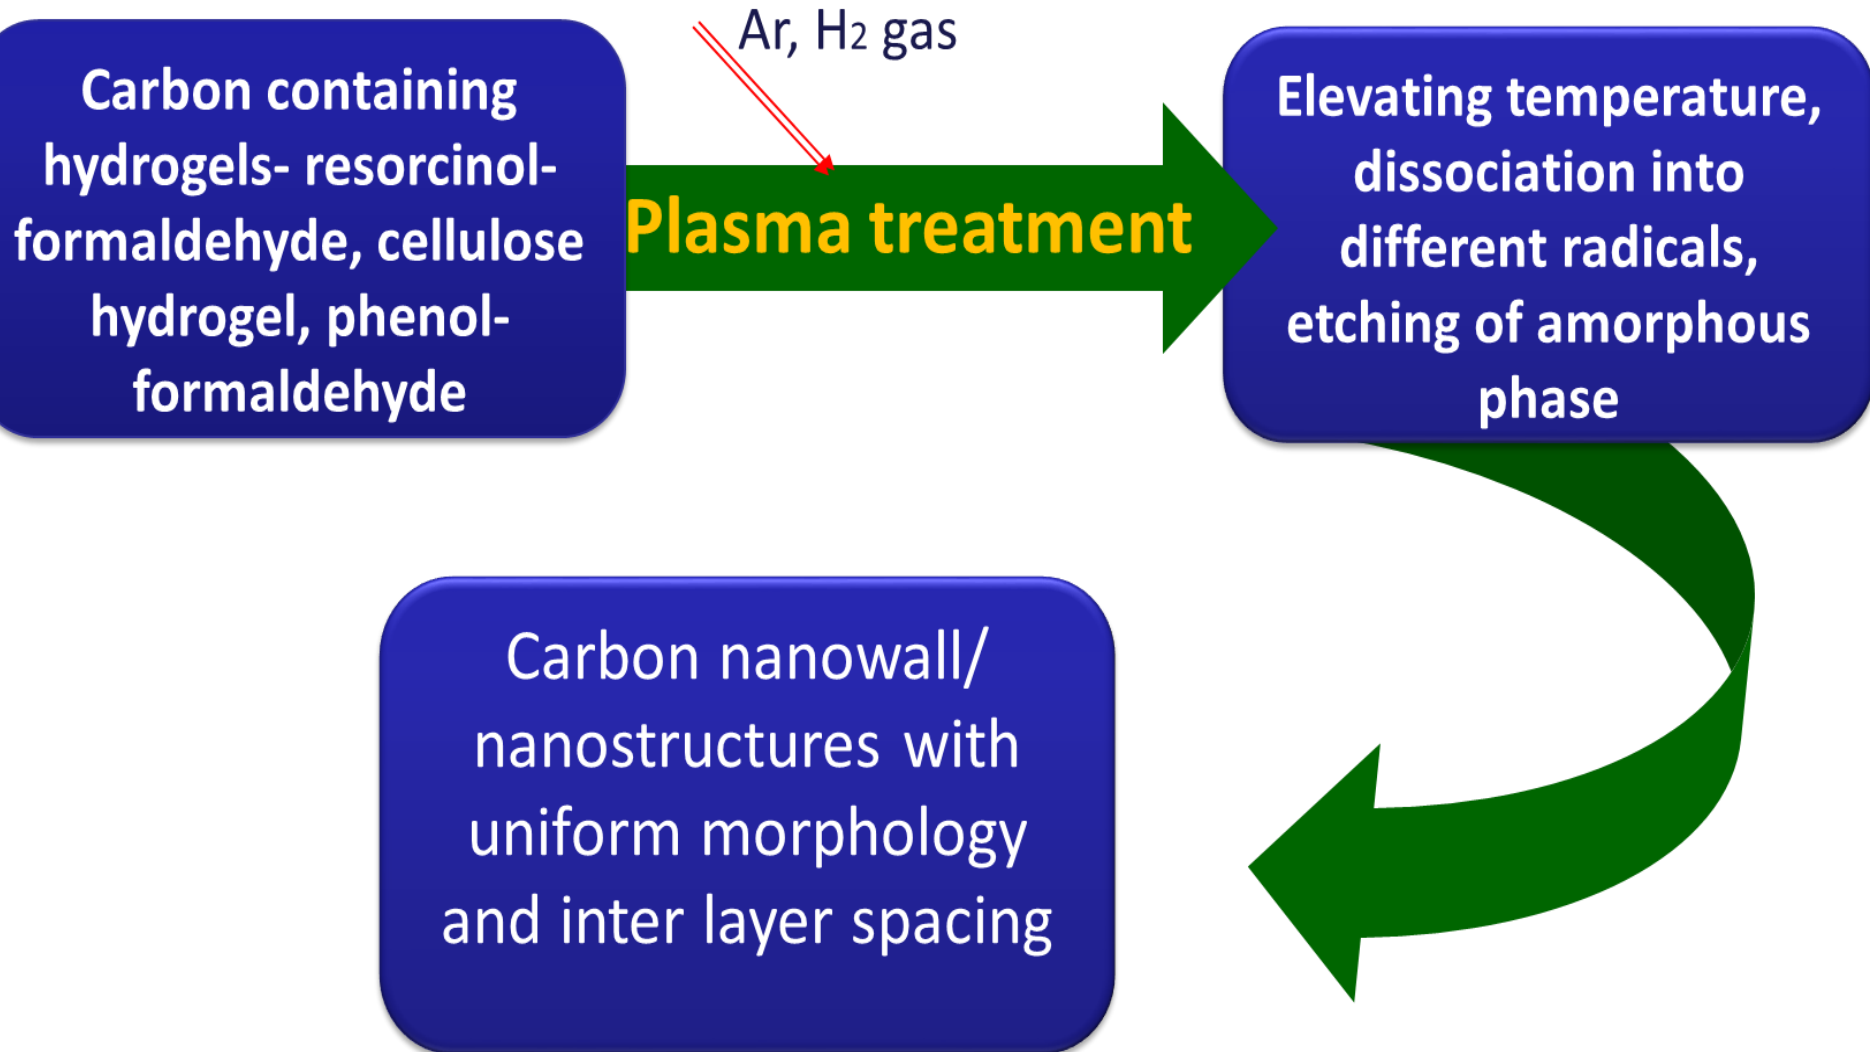 Ar, H2 gas
Carbon containing
hydrogels- resorcinol-
formaldehyde, cellulose
hydrogel, phenol-
formaldehyde
Plasma treatment
Elevating temperature,
dissociation into
different radicals,
etching of amorphous
phase
Carbon nanowall/
nanostructures with
uniform morphology
and inter layer spacing